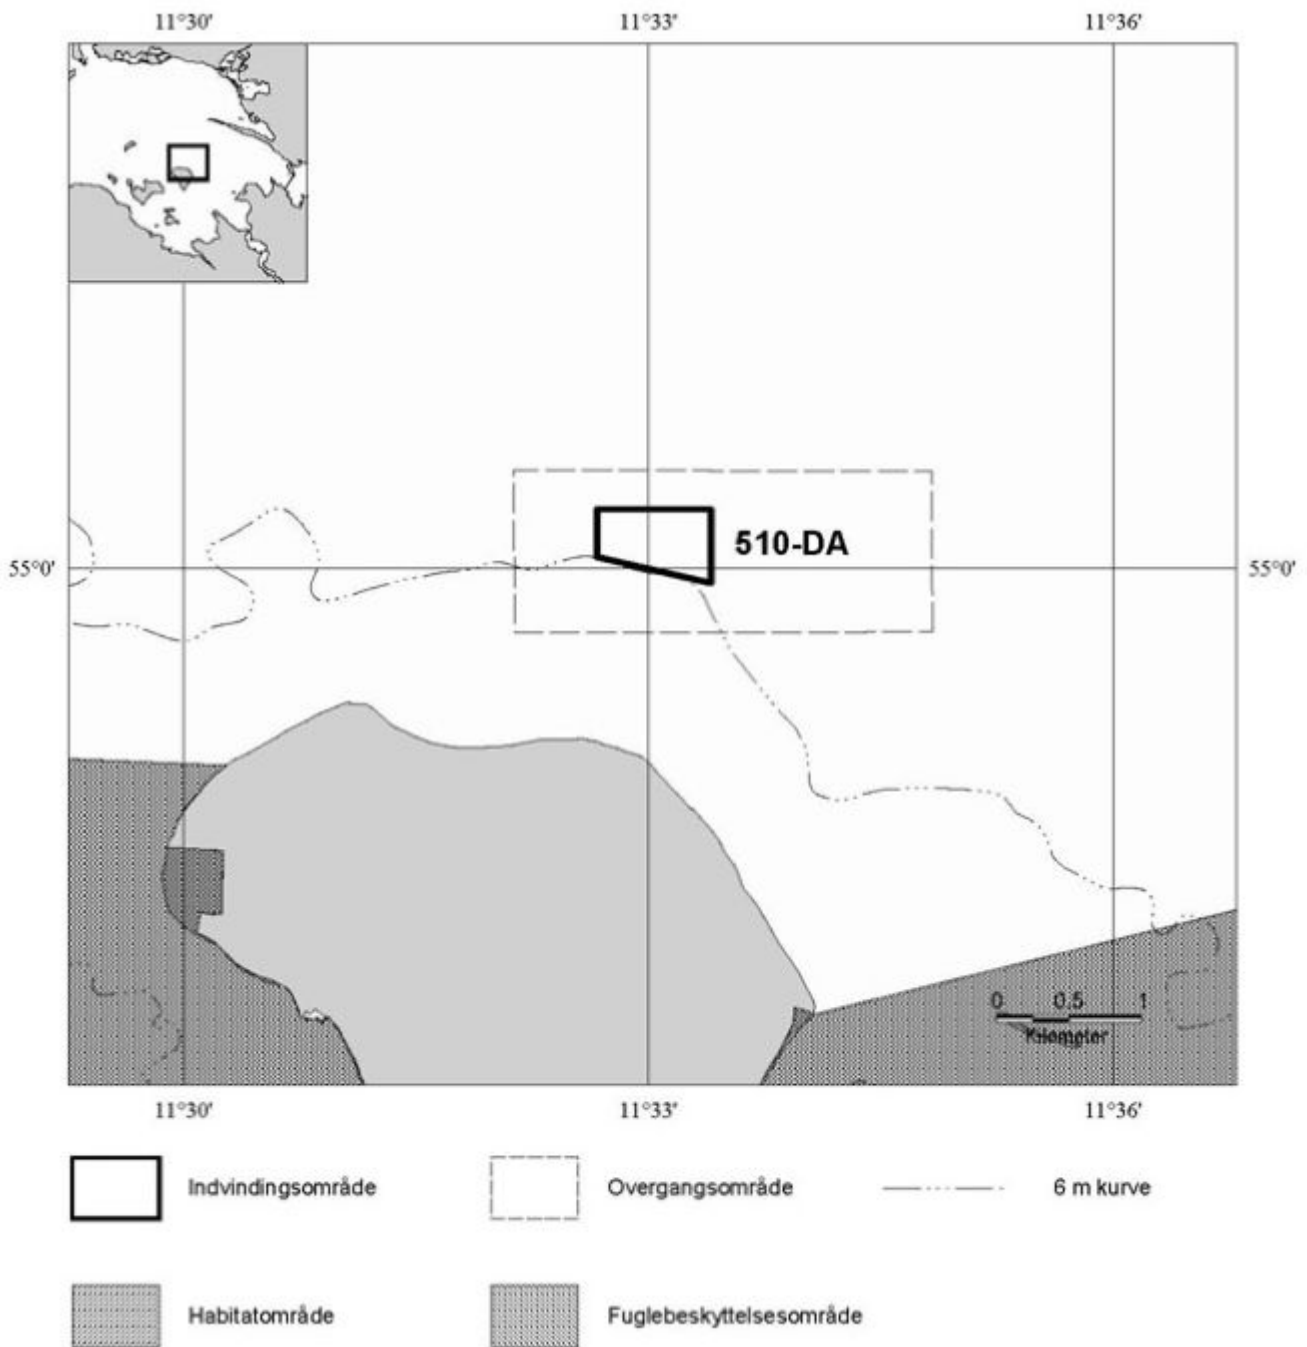 11°30' 11°33' 11°36'
510-DA
55°0' 55°0'
0 0.5 1
Kilometer
11°30' 11°33' 11°36'
Indvindingsområde Overgangsområde 6 m kurve
Habitatområde Fuglebeskyttelsesområde